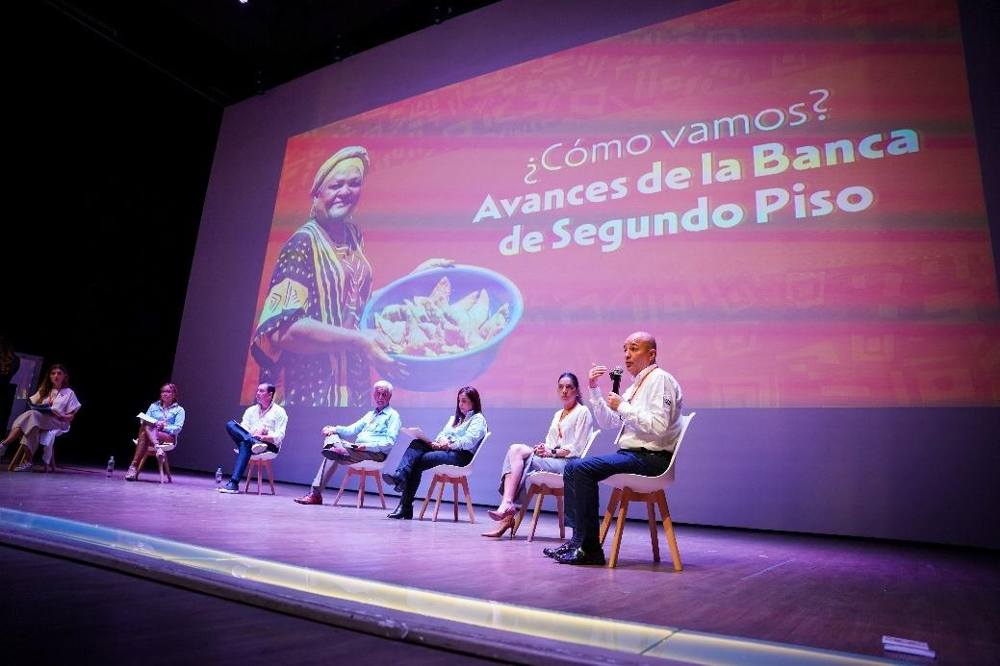 ¿Cómo vamos?
Avances de la Banca
de Segundo Piso